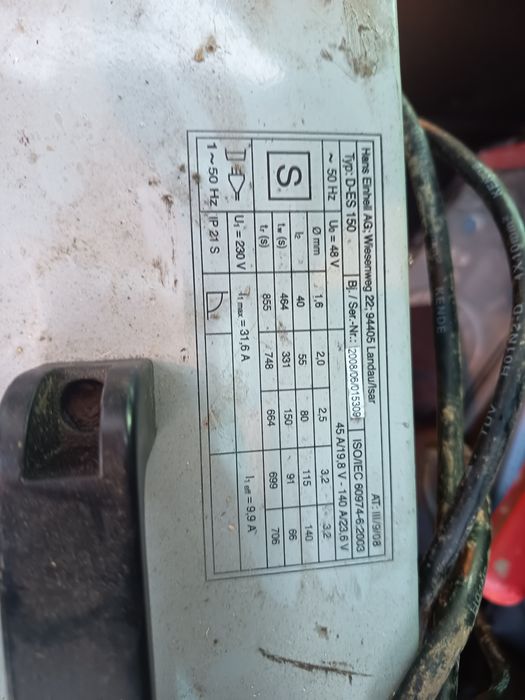 AT: III/9/08
Hans Einhell AG; Wiesenweg 22; 94405 Landau/Isar
Typ: D-ES 150 Bj. / Ser.-Nr.: 2008/06/015309 ISO/IEC 60974-6:2003
~ 50 Hz U₀ = 48 V 45 A/19,8 V - 140 A/23,6 V
S
Ø mm 1,6 2,0 2,5 3,2 3,2
I₂ 40 55 80 115 140
tw (s) 464 331 150 91 66
tr (s) 855 748 664 699 706
U₁ = 230 V I₁ max = 31,6 A I₁ eff = 9,9 A
1 ~ 50 Hz IP 21 S
KENDE
KENDE